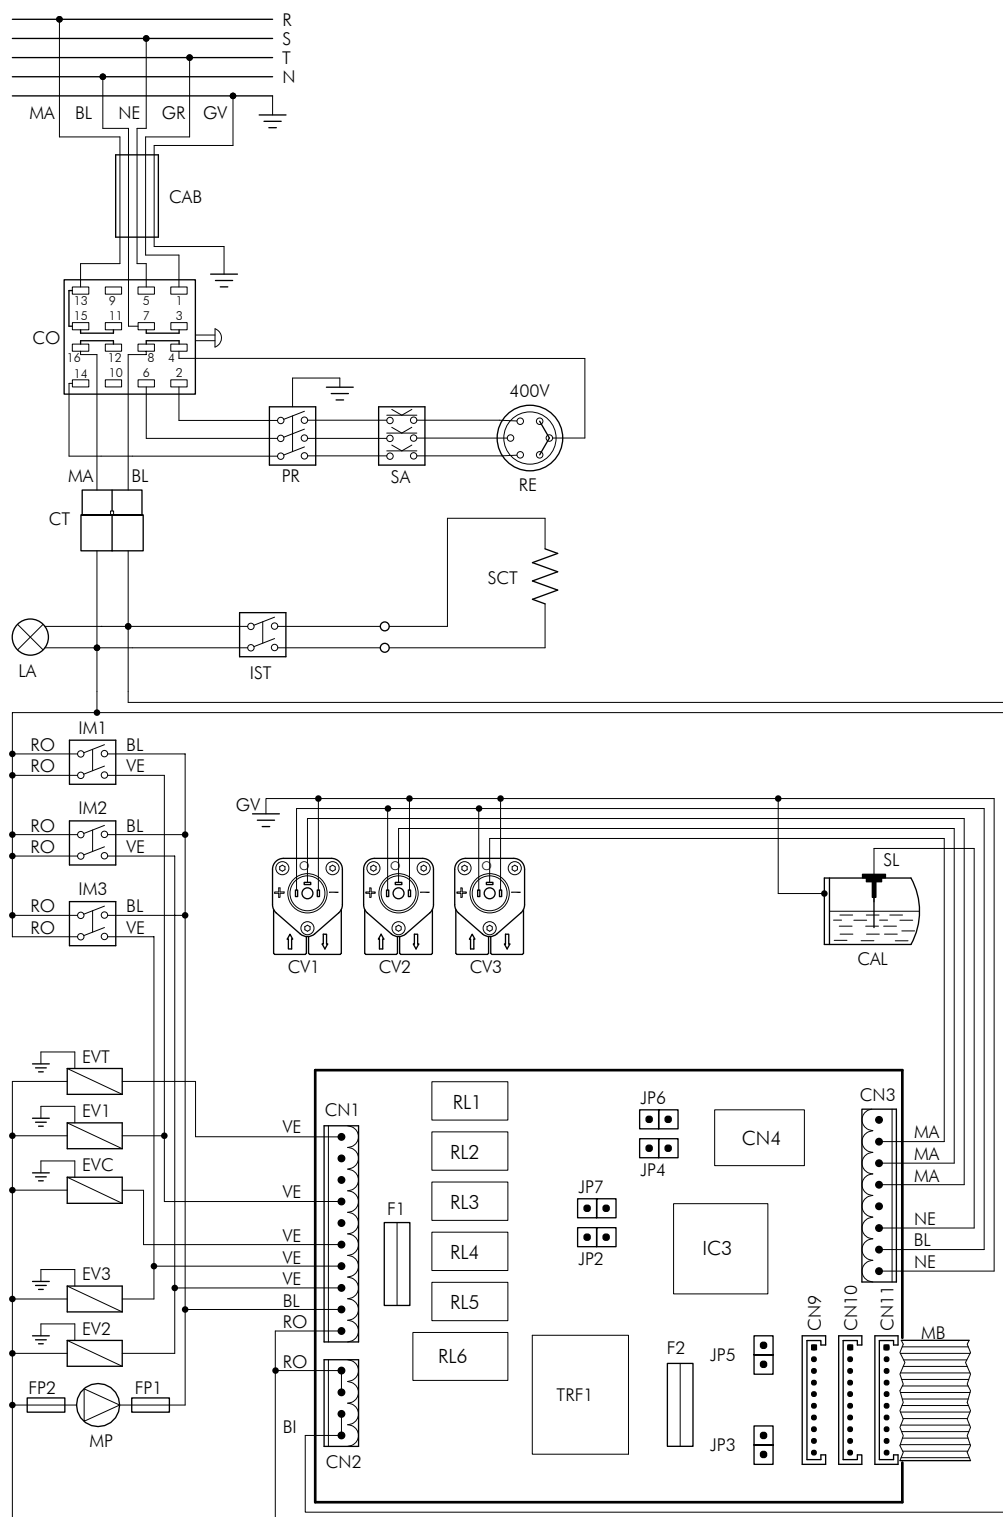 R
S
T
N
MA BL NE GR GV
CAB
13 9 5 1
15 11 7 3
CO
16 12 8 4
14 10 6 2
400V
PR SA RE
MA BL
CT
SCT
LA IST
IM1
RO BL
RO VE
IM2
RO BL
RO VE
IM3
RO BL
RO VE
GV
SL
+ − + − + −
CV1 CV2 CV3
CAL
EVT
EV1
EVC
EV3
EV2
FP2 FP1
MP
CN1
VE
VE
VE
VE
VE
BL
RO
RO
BI
CN2
F1
RL1
RL2
RL3
RL4
RL5
RL6
JP6
JP4
JP7
JP2
CN4
IC3
CN3
MA
MA
MA
NE
BL
NE
TRF1
F2
JP5
JP3
CN9 CN10 CN11
MB